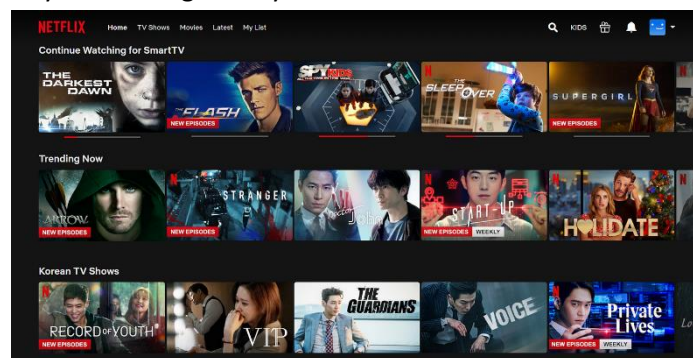 NETFLIX Home TV Shows Movies Latest My List KIDS
Continue Watching for SmartTV
THE DARKEST DAWN
THE FLASH
NEW EPISODES
SPY KIDS
THE SLEEPOVER
SUPERGIRL
NEW EPISODES
Trending Now
ARROW
NEW EPISODES
STRANGER
NEW EPISODES
Doctor John
START-UP
NEW EPISODES WEEKLY
HOLIDATE
Korean TV Shows
RECORD OF YOUTH
NEW EPISODES
VIP
THE GUARDIANS
VOICE
Private Lives
NEW EPISODES WEEKLY